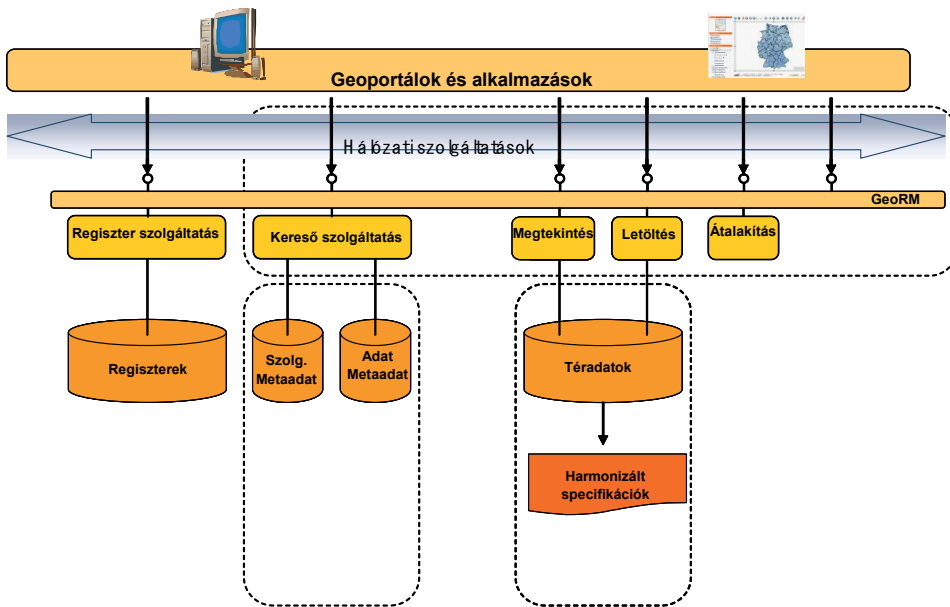 Geoportálok és alkalmazások
Hálózati szolgáltatások
GeoRM
Regiszter szolgáltatás
Kereső szolgáltatás
Megtekintés
Letöltés
Átalakítás
Regiszterek
Szolg.
Metaadat
Adat
Metaadat
Téradatok
Harmonizált
specifikációk